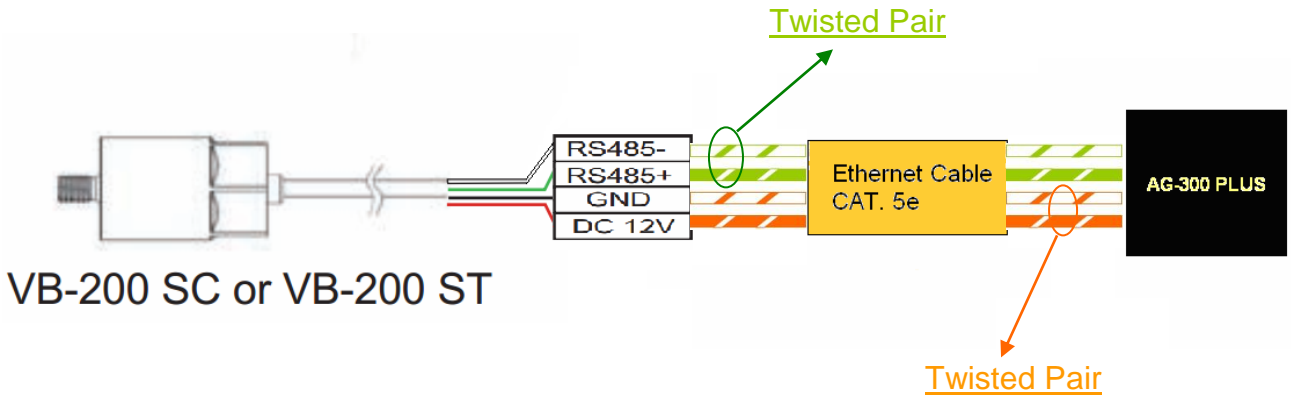 Twisted Pair
RS485-
RS485+
GND
DC 12V
Ethernet Cable
CAT. 5e
AG-300 PLUS
VB-200 SC or VB-200 ST
Twisted Pair